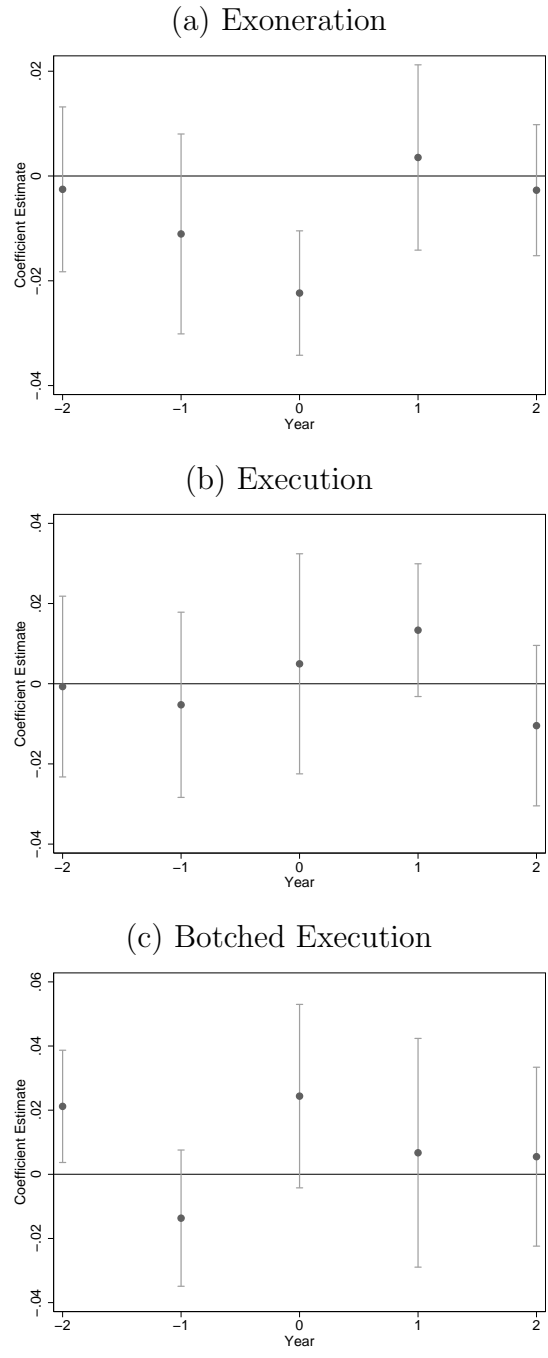 (a) Exoneration
.02
0
−.02
−.04
Coefficient Estimate
−2 −1 0 1 2
Year
(b) Execution
.04
.02
0
−.02
−.04
Coefficient Estimate
−2 −1 0 1 2
Year
(c) Botched Execution
.06
.04
.02
0
−.02
−.04
Coefficient Estimate
−2 −1 0 1 2
Year